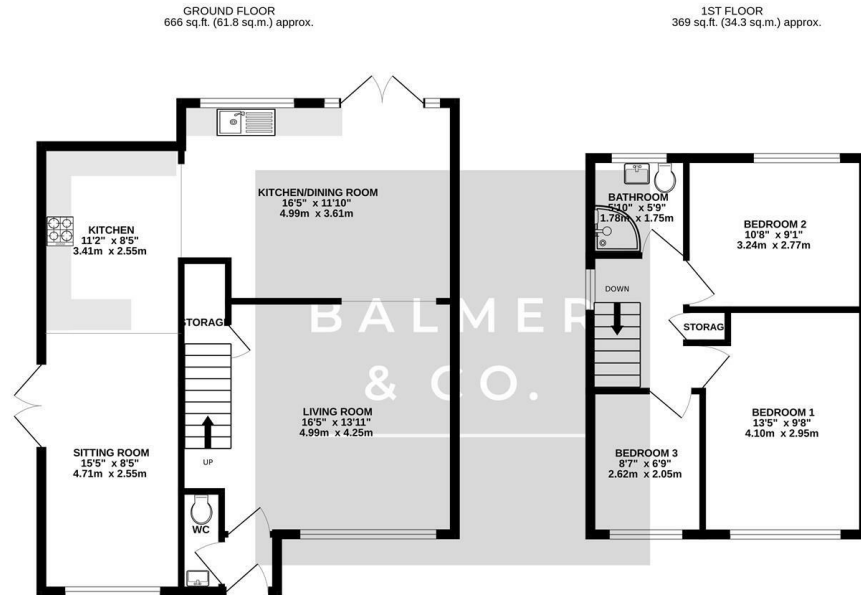 GROUND FLOOR
666 sq.ft. (61.8 sq.m.) approx.
1ST FLOOR
369 sq.ft. (34.3 sq.m.) approx.
KITCHEN/DINING ROOM
16'5" x 11'10"
4.99m x 3.61m
KITCHEN
11'2" x 8'5"
3.41m x 2.55m
STORAGE
LIVING ROOM
16'5" x 13'11"
4.99m x 4.25m
SITTING ROOM
15'5" x 8'5"
4.71m x 2.55m
UP
WC
BATHROOM
5'10" x 5'9"
1.78m x 1.75m
BEDROOM 2
10'8" x 9'1"
3.24m x 2.77m
DOWN
STORAG
BEDROOM 1
13'5" x 9'8"
4.10m x 2.95m
BEDROOM 3
8'7" x 6'9"
2.62m x 2.05m
BALMER
& CO.